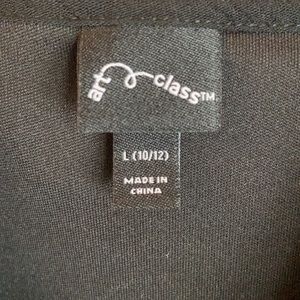 art class™
L (10/12)
MADE IN
CHINA